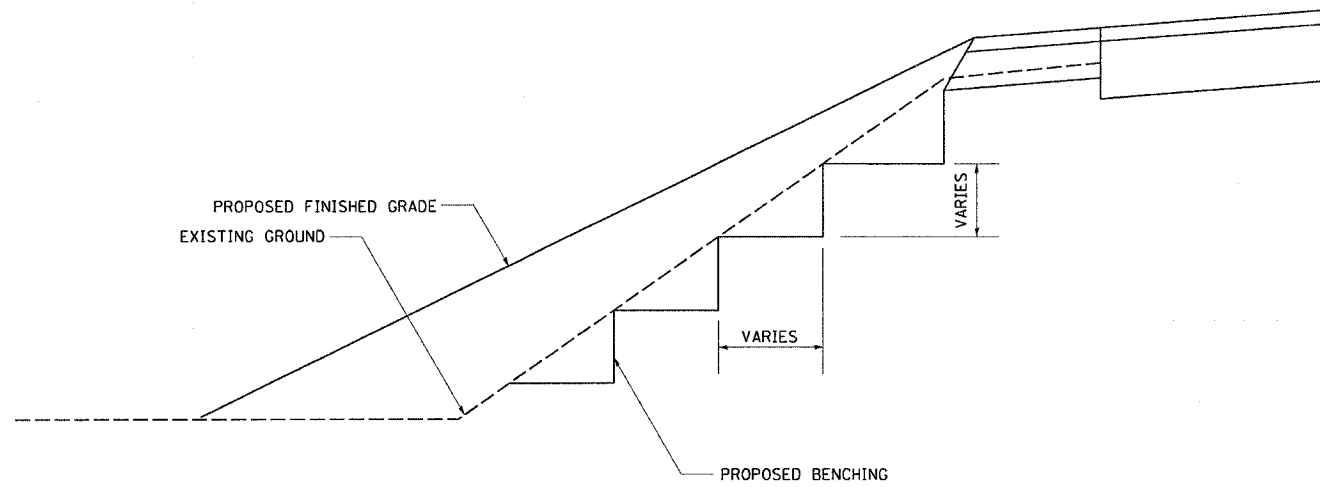 PROPOSED FINISHED GRADE
EXISTING GROUND
VARIES
VARIES
PROPOSED BENCHING